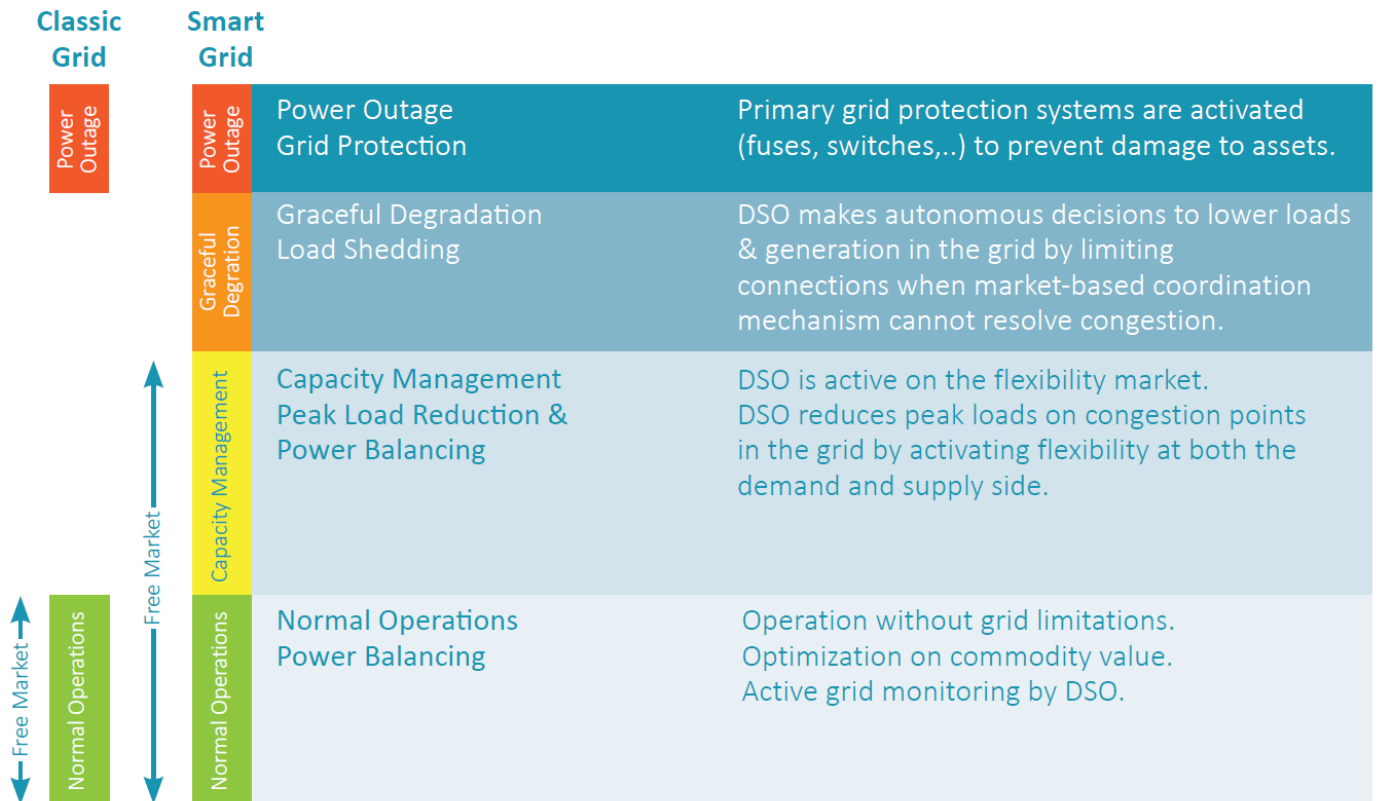 Classic
Grid
Smart
Grid
Power
Outage
Power
Outage
Power Outage
Grid Protection
Primary grid protection systems are activated
(fuses, switches,..) to prevent damage to assets.
Graceful
Degration
Graceful Degradation
Load Shedding
DSO makes autonomous decisions to lower loads
& generation in the grid by limiting
connections when market-based coordination
mechanism cannot resolve congestion.
Free Market
Capacity Management
Capacity Management
Peak Load Reduction &
Power Balancing
DSO is active on the flexibility market.
DSO reduces peak loads on congestion points
in the grid by activating flexibility at both the
demand and supply side.
Free Market
Normal Operations
Normal Operations
Normal Operations
Power Balancing
Operation without grid limitations.
Optimization on commodity value.
Active grid monitoring by DSO.